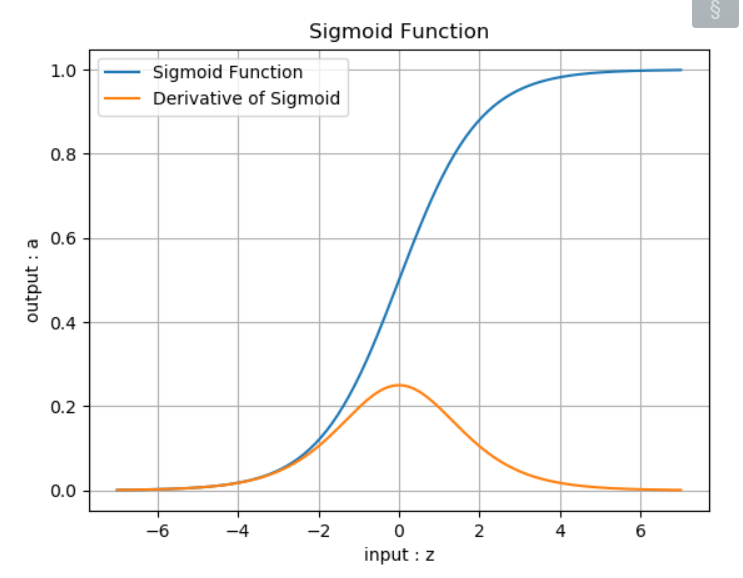 §
Sigmoid Function
Sigmoid Function
Derivative of Sigmoid
1.0
0.8
0.6
0.4
0.2
0.0
output : a
−6 −4 −2 0 2 4 6
input : z